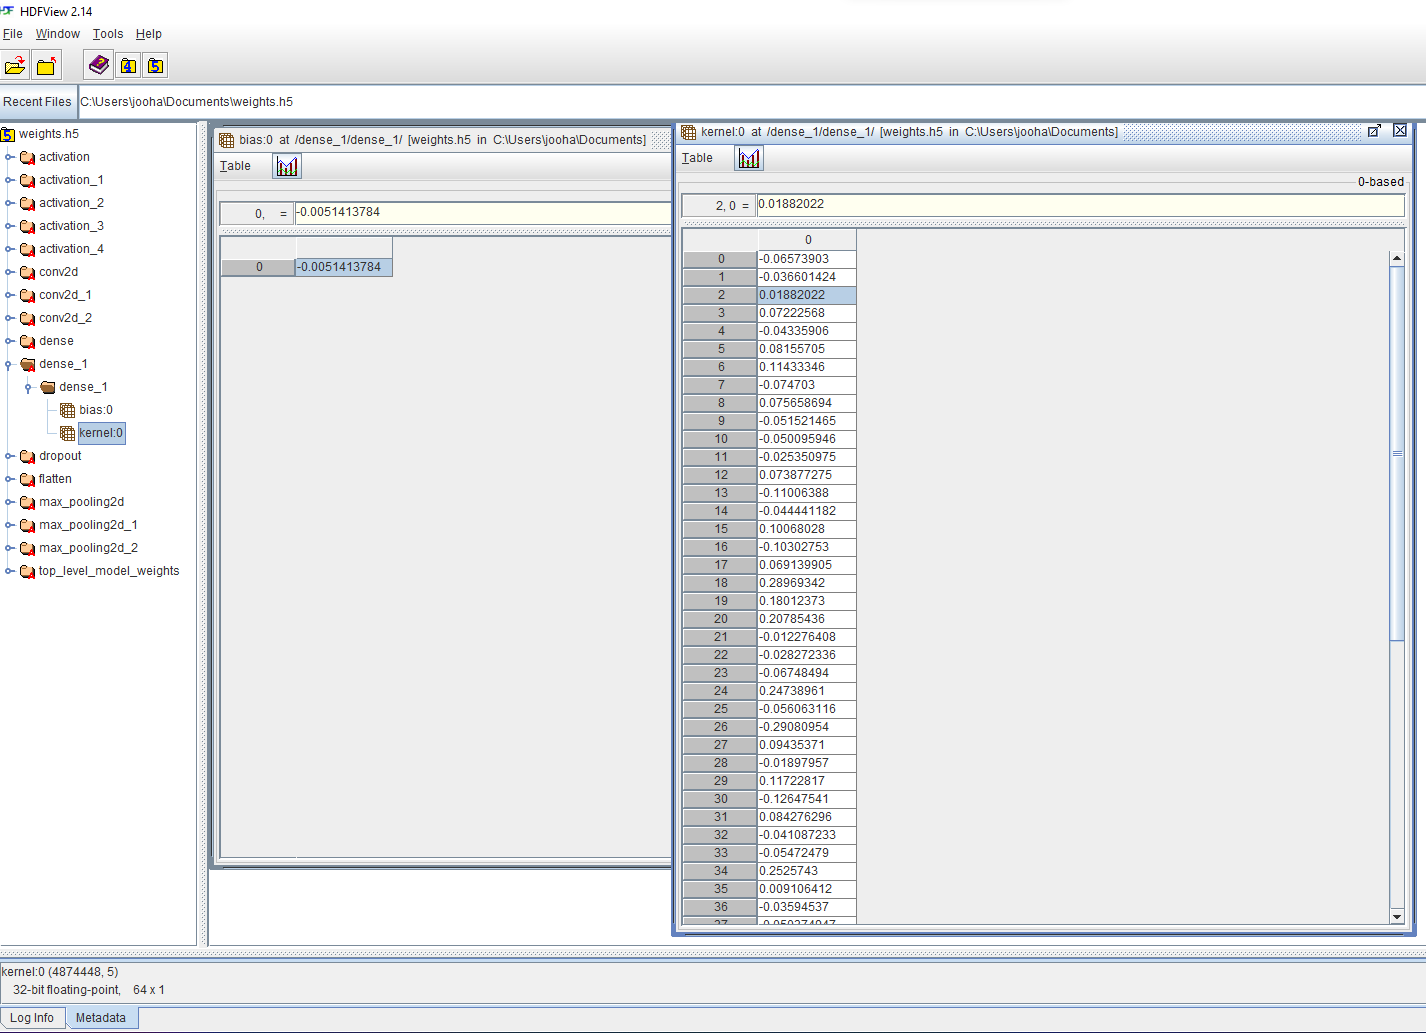 HDFView 2.14
File Window Tools Help
4 5
Recent Files C:\Users\jooha\Documents\weights.h5
5 weights.h5
activation
activation_1
activation_2
activation_3
activation_4
conv2d
conv2d_1
conv2d_2
dense
dense_1
dense_1
bias:0
kernel:0
dropout
flatten
max_pooling2d
max_pooling2d_1
max_pooling2d_2
top_level_model_weights
bias:0 at /dense_1/dense_1/ [weights.h5 in C:\Users\jooha\Documents]
Table
0, = -0.0051413784
0 -0.0051413784
kernel:0 at /dense_1/dense_1/ [weights.h5 in C:\Users\jooha\Documents]
Table
0-based
2, 0 = 0.01882022
0
0 -0.06573903
1 -0.036601424
2 0.01882022
3 0.07222568
4 -0.04335906
5 0.08155705
6 0.11433346
7 -0.074703
8 0.075658694
9 -0.051521465
10 -0.050095946
11 -0.025350975
12 0.073877275
13 -0.11006388
14 -0.044441182
15 0.10068028
16 -0.10302753
17 0.069139905
18 0.28969342
19 0.18012373
20 0.20785436
21 -0.012276408
22 -0.028272336
23 -0.06748494
24 0.24738961
25 -0.056063116
26 -0.29080954
27 0.09435371
28 -0.01897957
29 0.11722817
30 -0.12647541
31 0.084276296
32 -0.041087233
33 -0.05472479
34 0.2525743
35 0.009106412
36 -0.03594537
kernel:0 (4874448, 5)
32-bit floating-point, 64 x 1
Log Info Metadata